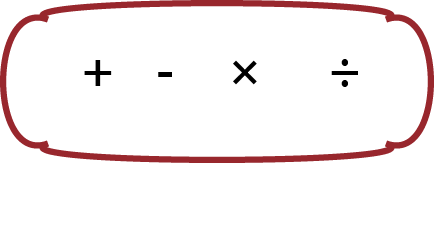 + - × ÷